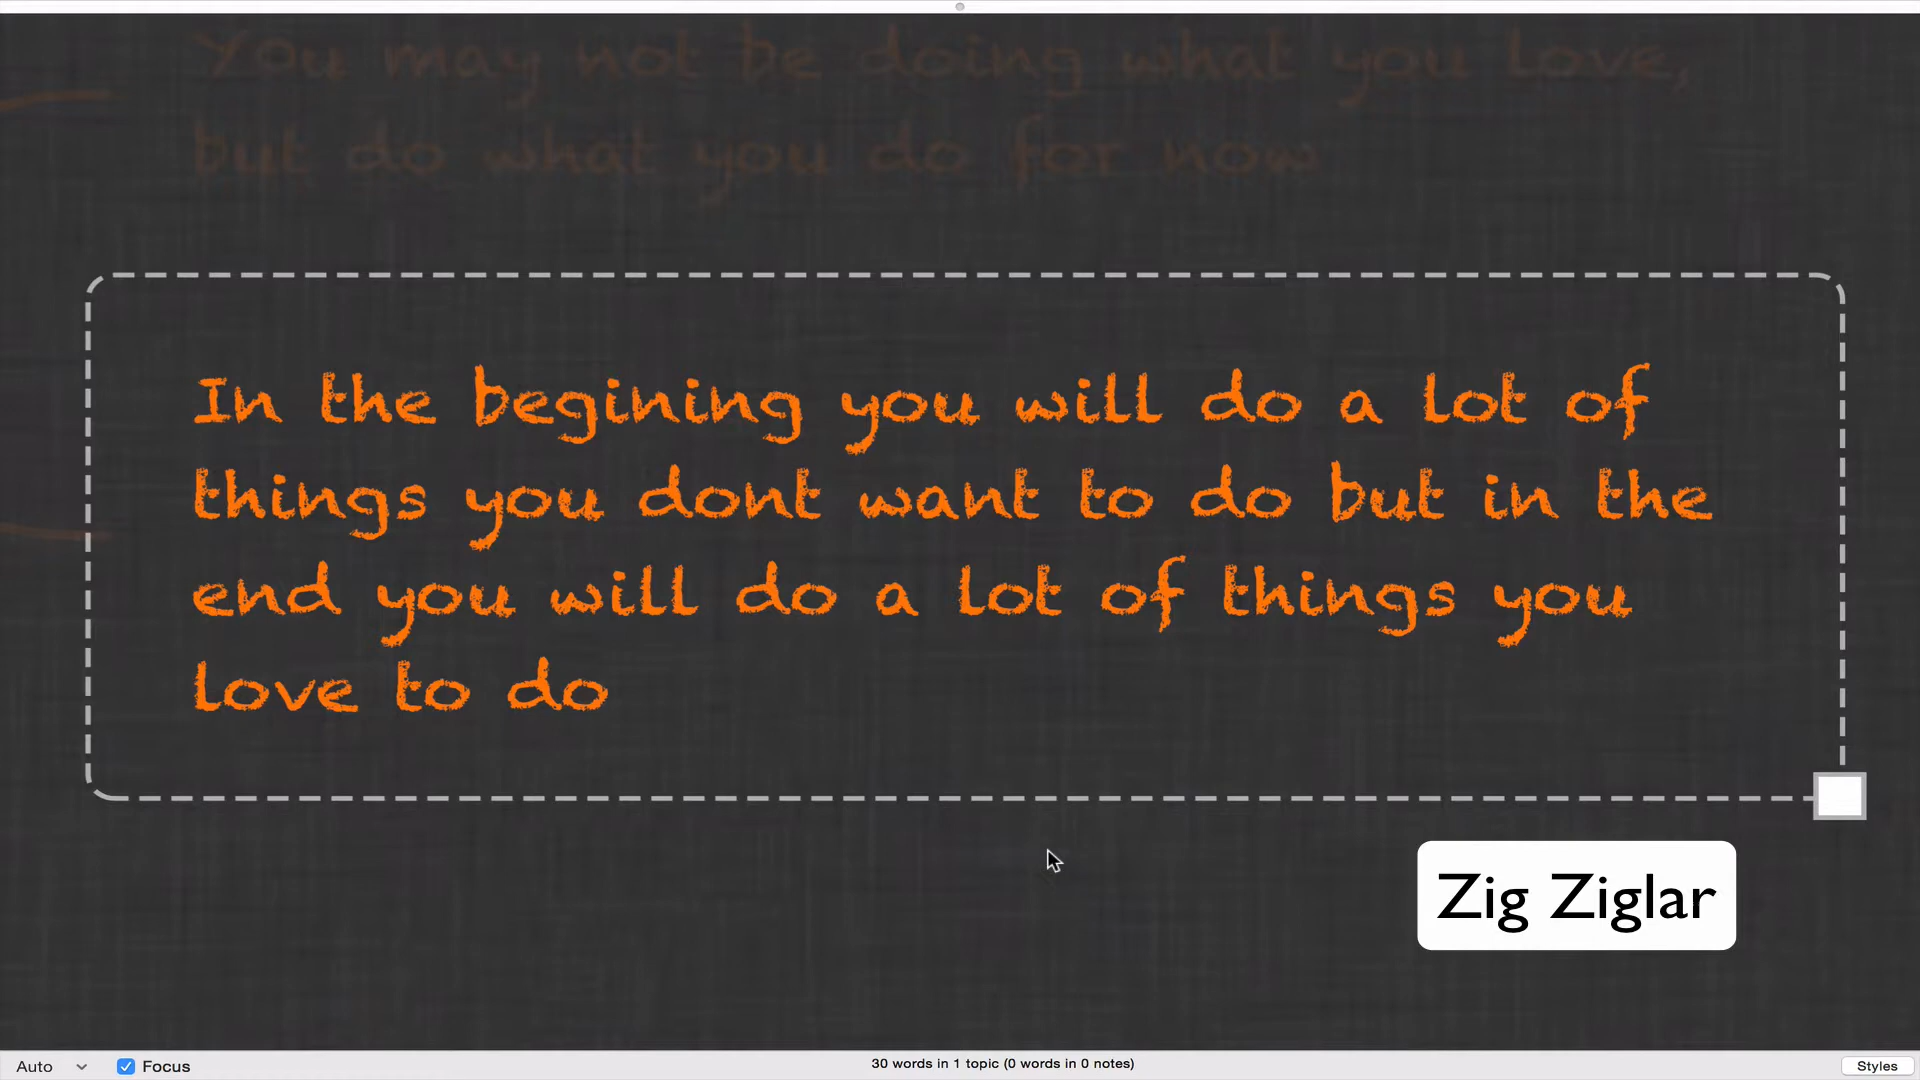 You may not be doing what you love,
but do what you do for now
In the begining you will do a lot of
things you dont want to do but in the
end you will do a lot of things you
love to do
Zig Ziglar
Auto
Focus
30 words in 1 topic (0 words in 0 notes)
Styles